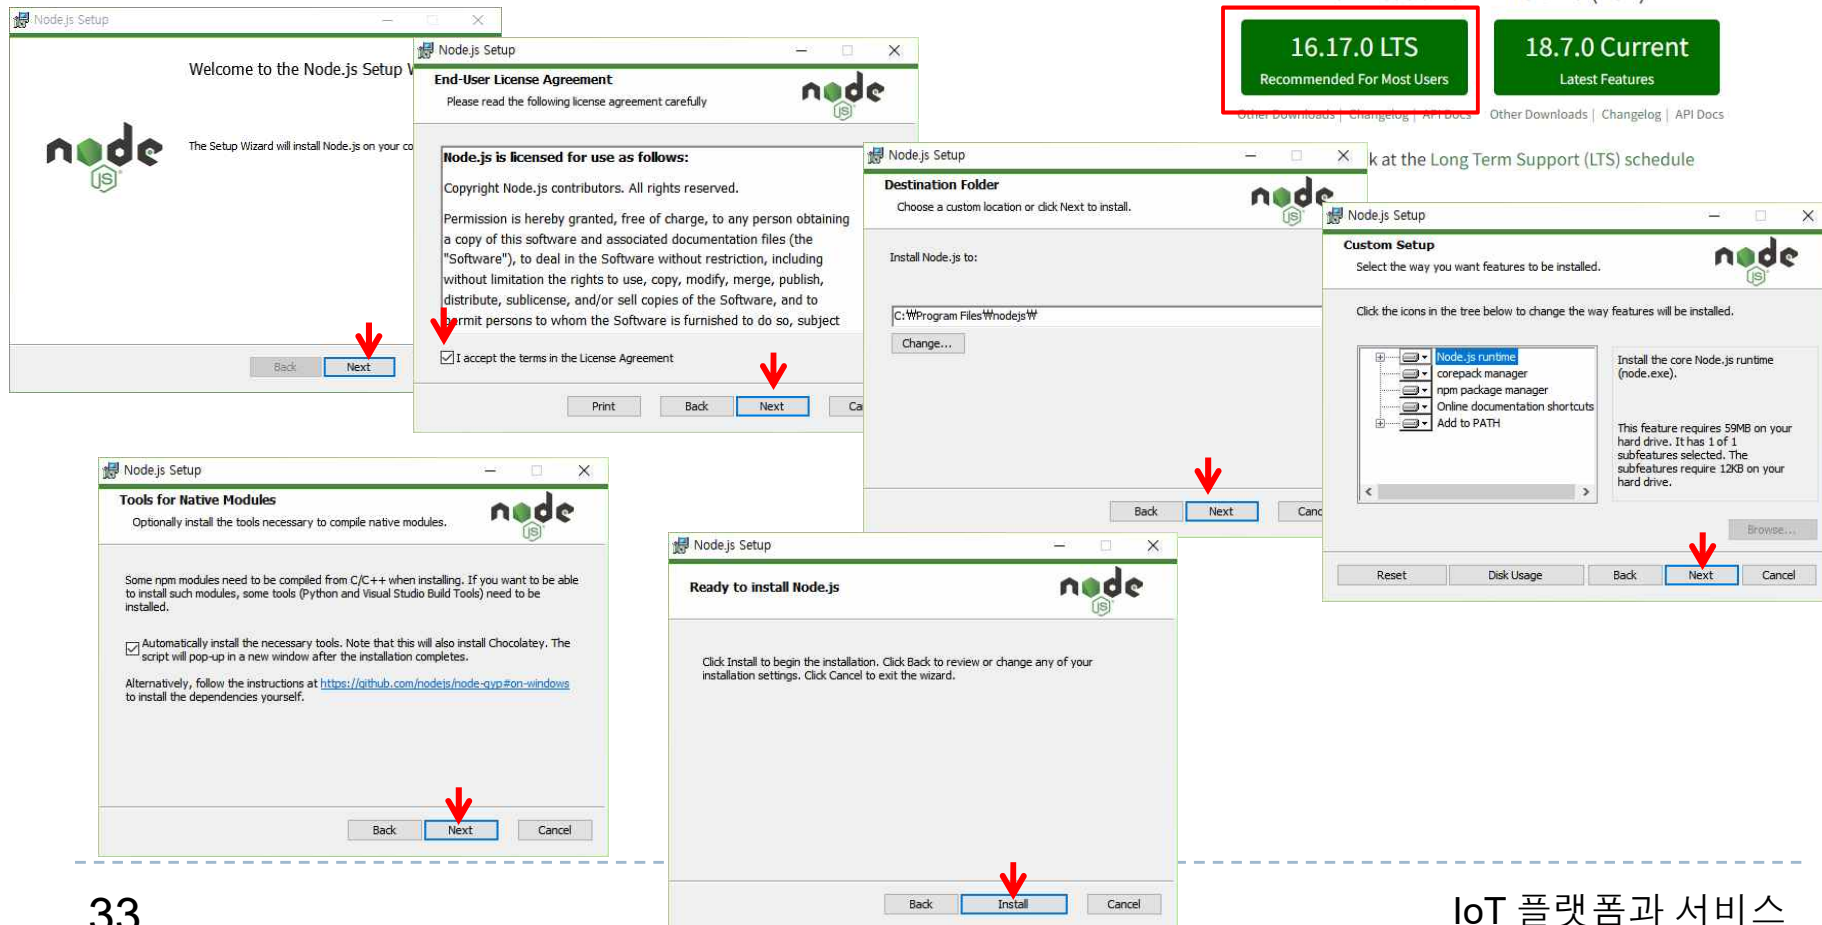 Node.js Setup
Welcome to the Node.js Setup
The Setup Wizard will install Node.js on your
Back
Next
Node.js Setup
End-User License Agreement
Please read the following license agreement carefully
node
JS
Node.js is licensed for use as follows:
Copyright Node.js contributors. All rights reserved.
Permission is hereby granted, free of charge, to any person obtaining
a copy of this software and associated documentation files (the
"Software"), to deal in the Software without restriction, including
without limitation the rights to use, copy, modify, merge, publish,
distribute, sublicense, and/or sell copies of the Software, and to
permit persons to whom the Software is furnished to do so, subject
I accept the terms in the License Agreement
Print
Back
Next
node
JS
16.17.0 LTS
Recommended For Most Users
18.7.0 Current
Latest Features
Other Downloads | Changelog | API Docs
Other Downloads | Changelog | API Docs
at the Long Term Support (LTS) schedule
Node.js Setup
Destination Folder
Choose a custom location or click Next to install.
node
JS
Install Node.js to:
C:₩Program Files₩nodejs₩
Change...
Back
Next
Node.js Setup
Custom Setup
Select the way you want features to be installed.
node
JS
Click the icons in the tree below to change the way features will be installed.
Node.js runtime
corepack manager
npm package manager
Online documentation shortcuts
Add to PATH
Install the core Node.js runtime
(node.exe).
This feature requires 59MB on your
hard drive. It has 1 of 1
subfeatures selected. The
subfeatures require 12KB on your
hard drive.
Browse...
Reset
Disk Usage
Back
Next
Cancel
Node.js Setup
Tools for Native Modules
Optionally install the tools necessary to compile native modules.
node
JS
Some npm modules need to be compiled from C/C++ when installing. If you want to be able
to install such modules, some tools (Python and Visual Studio Build Tools) need to be
installed.
Automatically install the necessary tools. Note that this will also install Chocolatey. The
script will pop-up in a new window after the installation completes.
Alternatively, follow the instructions at https://github.com/nodejs/node-gyp#on-windows
to install the dependencies yourself.
Back
Next
Cancel
Node.js Setup
Ready to install Node.js
node
JS
Click Install to begin the installation. Click Back to review or change any of your
installation settings. Click Cancel to exit the wizard.
Back
Install
Cancel
33
IoT 플랫폼과 서비스